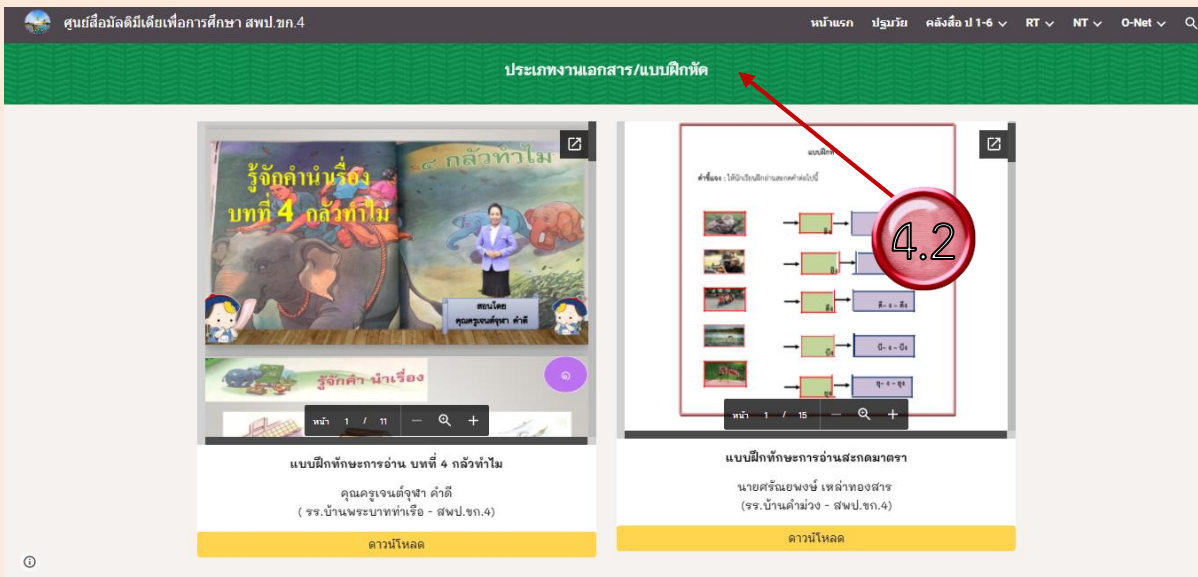 ศูนย์สื่อมัลติมีเดียเพื่อการศึกษา สพป.ขก.4
หน้าแรก ปฐมวัย คลังสื่อ ป 1-6 RT NT O-Net
ประเภทงานเอกสาร/แบบฝึกหัด
รู้จักคำนำเรื่อง
บทที่ 4 กลัวทำไม
๔ กลัวทำไม
สอนโดย
คุณครูเจนต์จุฬา คำดี
รู้จักคำ นำเรื่อง
๑
หน้า 1 / 11
แบบฝึกทักษะการอ่าน บทที่ 4 กลัวทำไม
คุณครูเจนต์จุฬา คำดี
( รร.บ้านพระบาทท่าเรือ - สพป.ขก.4)
ดาวน์โหลด
คำชี้แจง : ให้นักเรียนฝึกอ่านสะกดคำต่อไปนี้
4.2
หน้า 1 / 15
แบบฝึกทักษะการอ่านสะกดมาตรา
นายศรัณยพงษ์ เหล่าทองสาร
(รร.บ้านคำม่วง - สพป.ขก.4)
ดาวน์โหลด